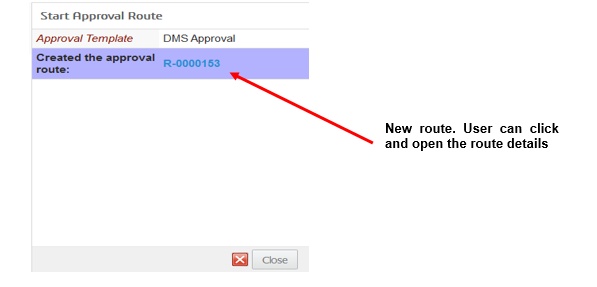 Start Approval Route
Approval Template DMS Approval
Created the approval
route: R-0000153
New route. User can click
and open the route details
Close